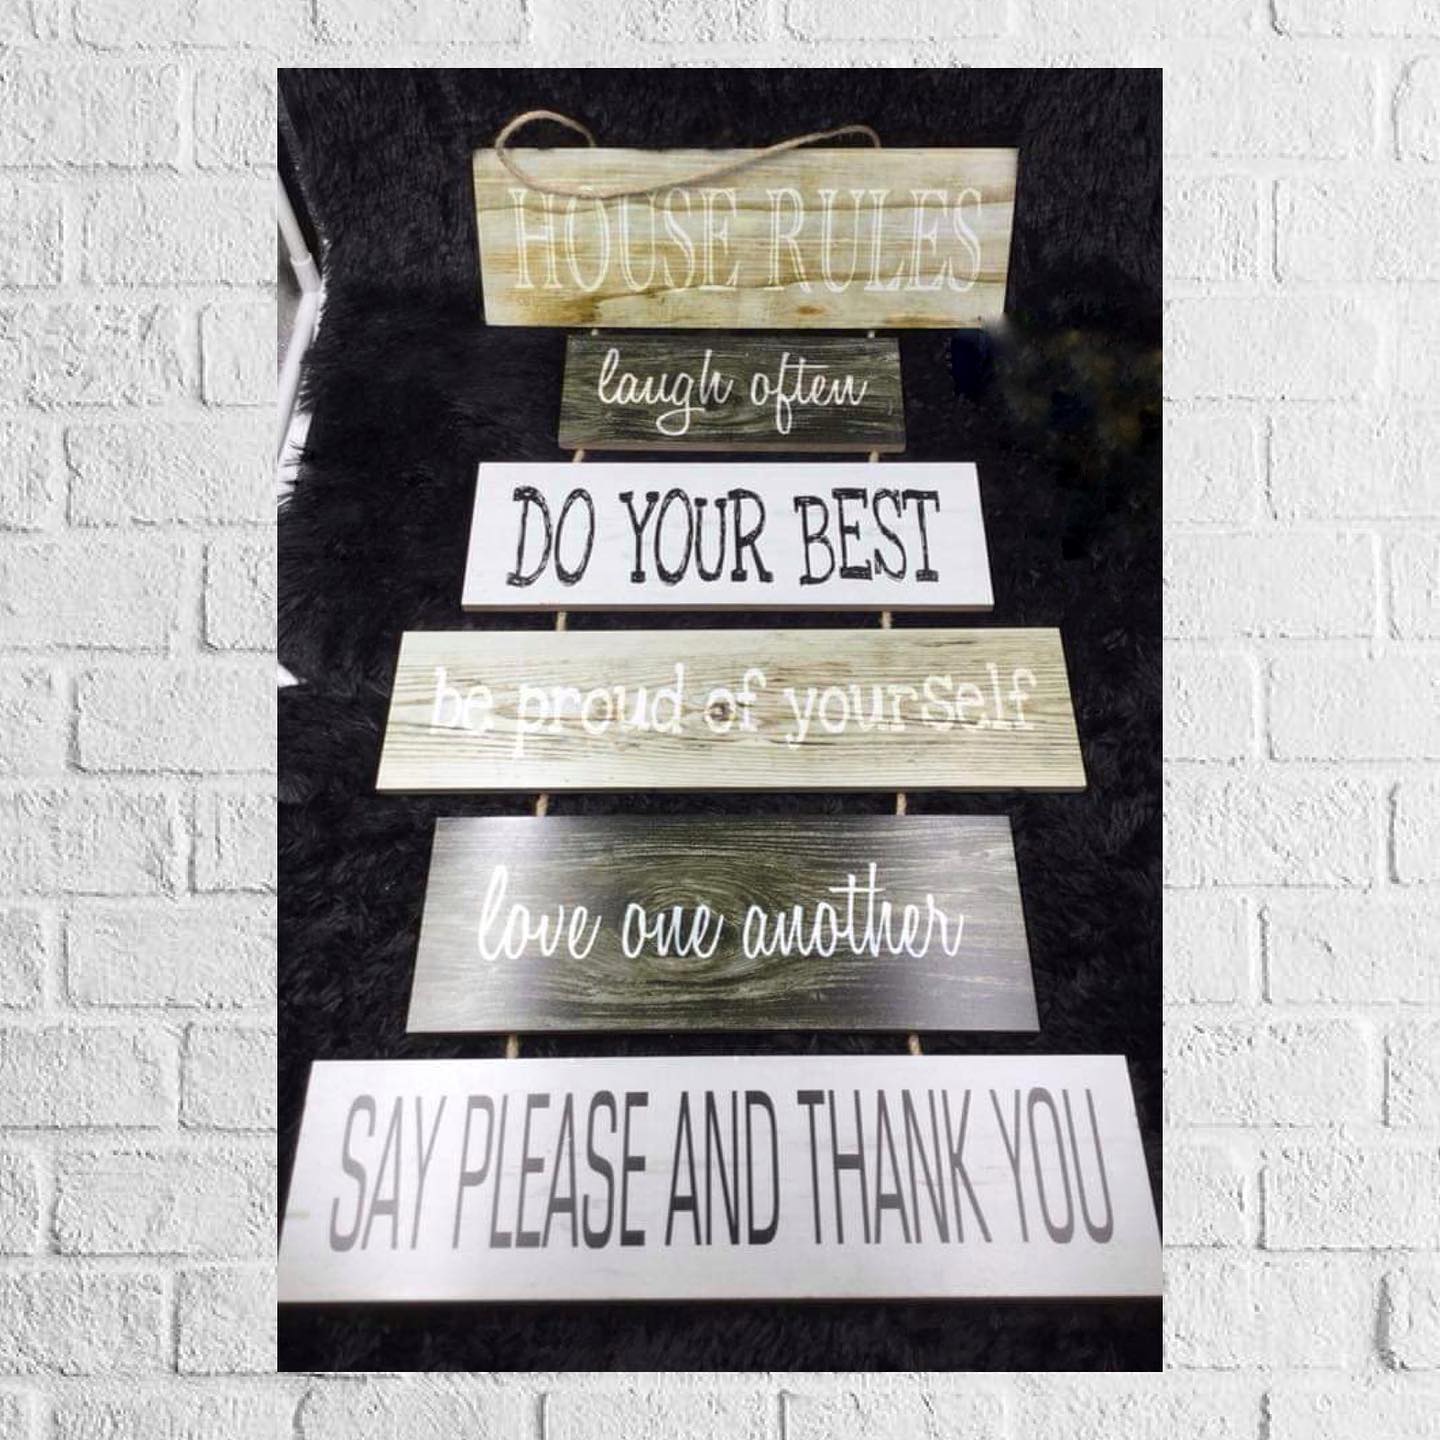 HOUSE RULES
laugh often
DO YOUR BEST
be proud of yourself
love one another
SAY PLEASE AND THANK YOU